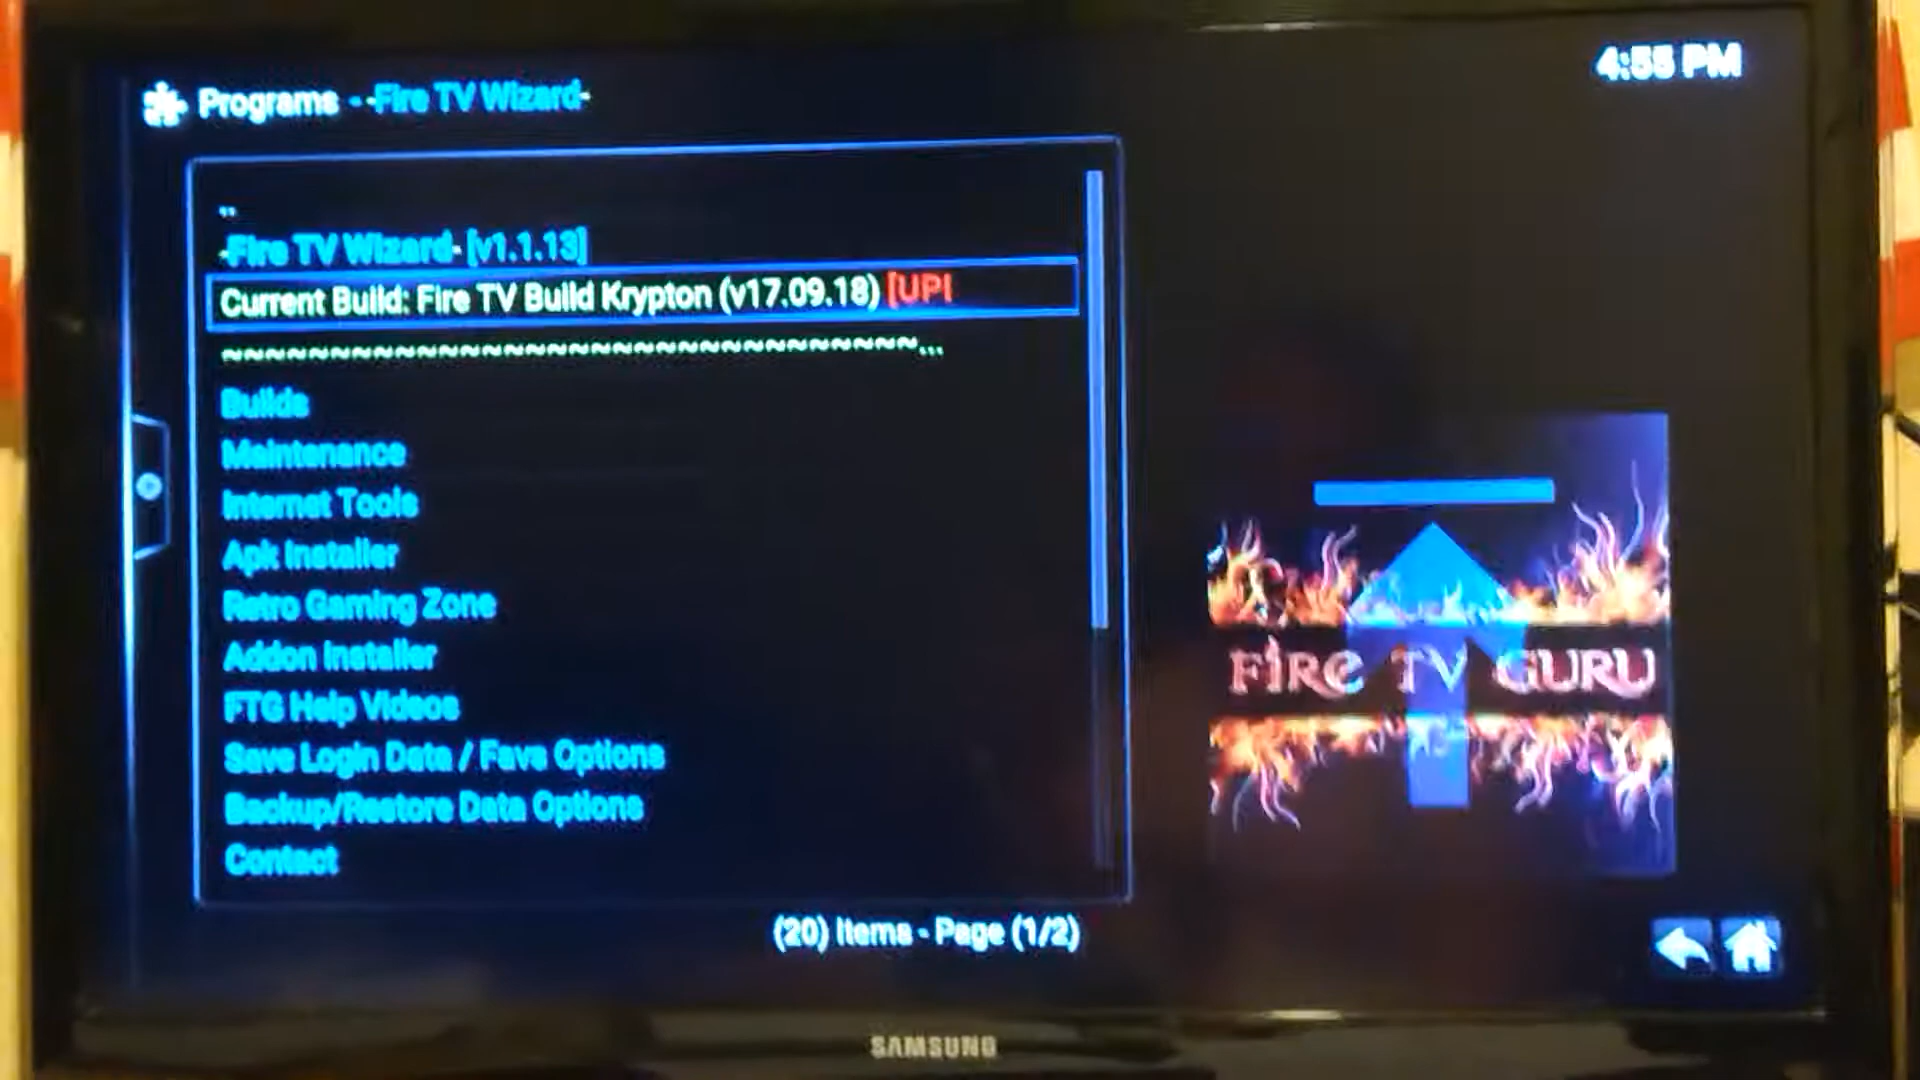 4:55 PM
Programs - -Fire TV Wizard-
..
-Fire TV Wizard- [v1.1.13]
Current Build: Fire TV Build Krypton (v17.09.18) [UP
~~~~~~~~~~~~~~~~~~~~~~~~~~~~~~~~~~~~~~~~~~~~~~~~...
Builds
Maintenance
Internet Tools
Apk Installer
Retro Gaming Zone
Addon Installer
FTG Help Videos
Save Login Data / Favs Options
Backup/Restore Data Options
Contact
FIRE TV GURU
(20) Items - Page (1/2)
SAMSUNG